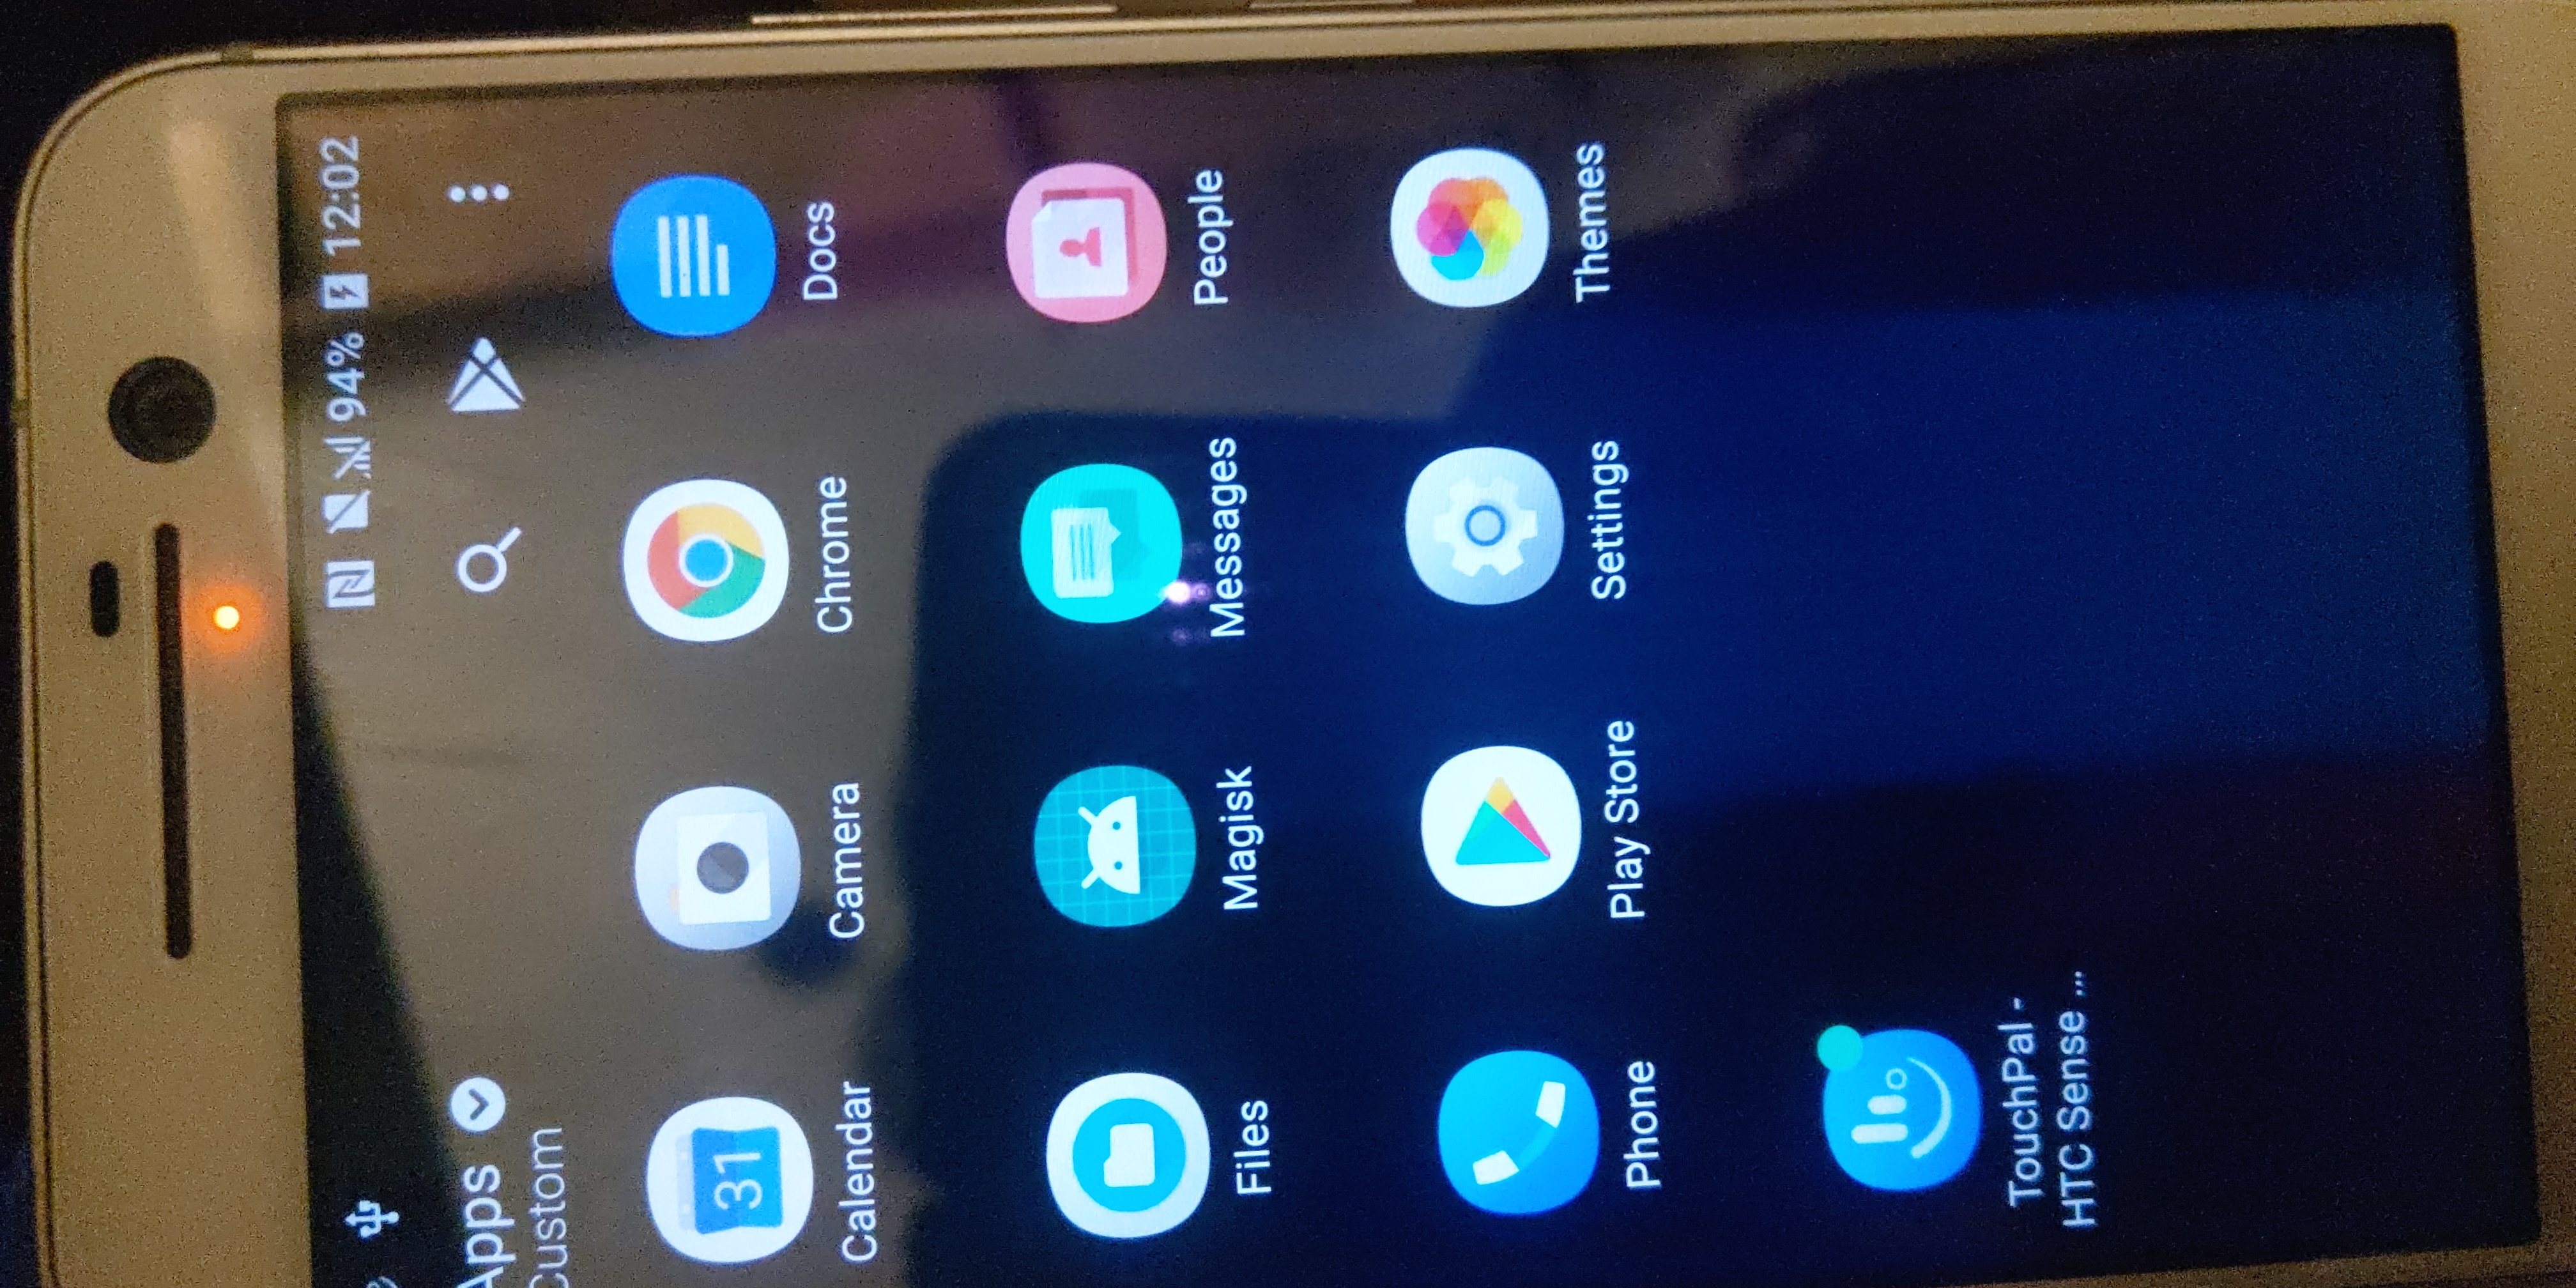 94% 12:02
Apps
Custom
31
Calendar Camera Chrome Docs
Files Magisk Messages People
Phone Play Store Settings Themes
TouchPal -
HTC Sense ...